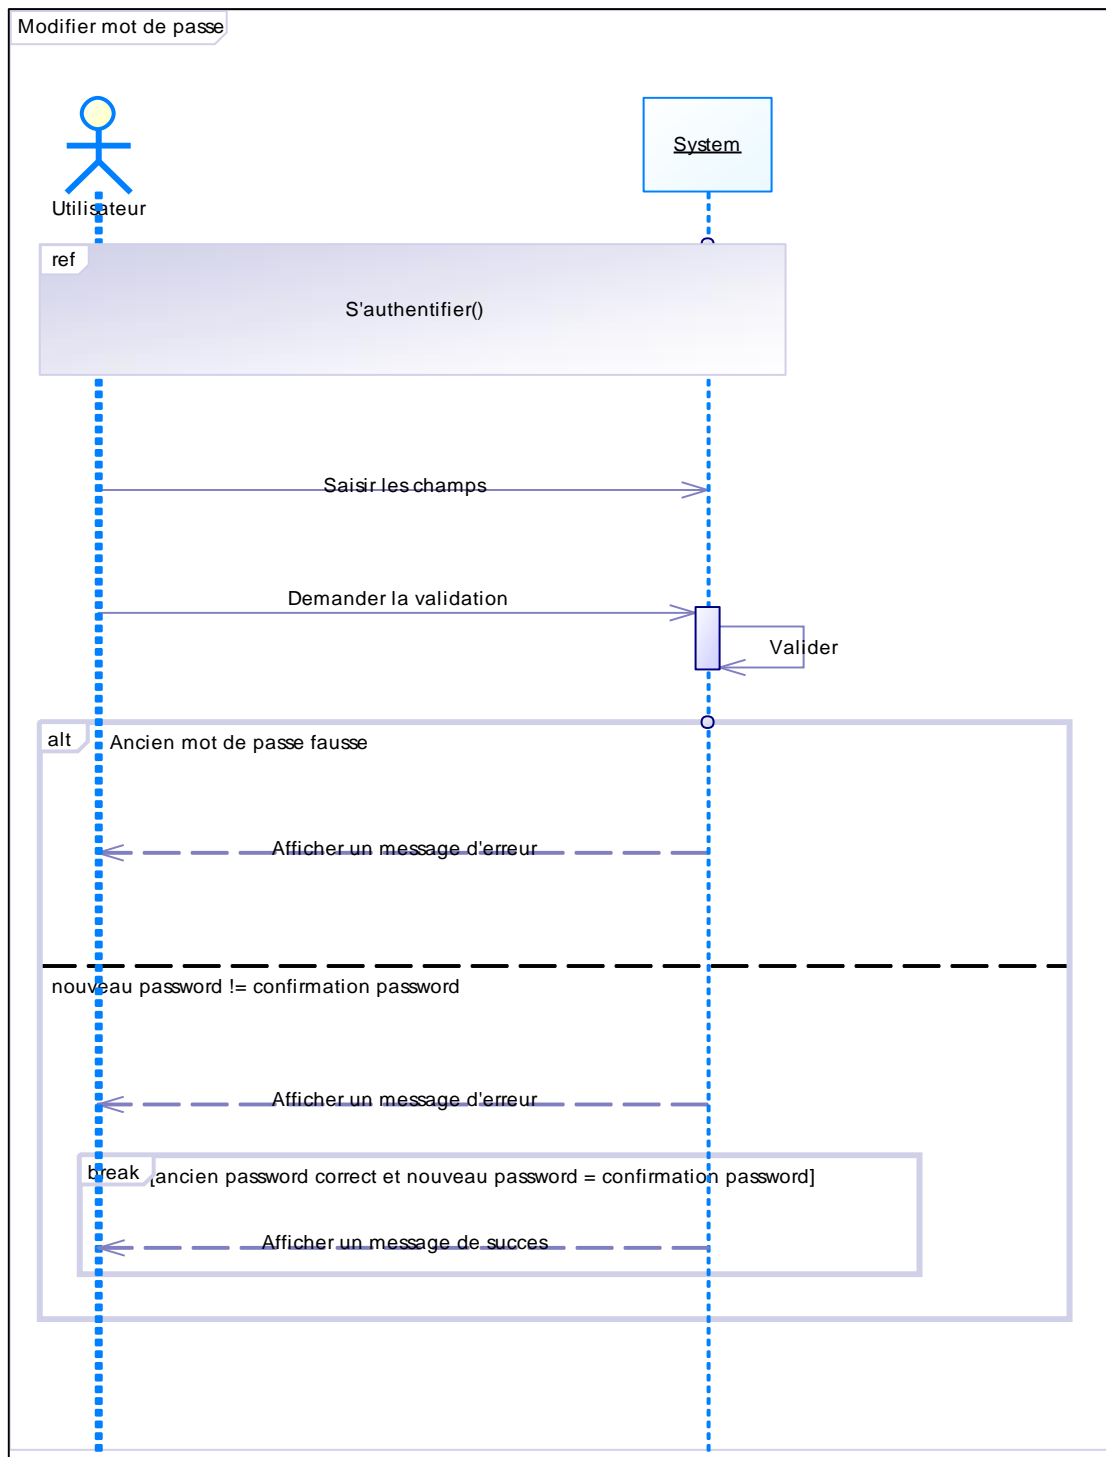 Modifier mot de passe
System
Utilisateur
ref
S'authentifier()
Saisir les champs
Demander la validation
Valider
alt
Ancien mot de passe fausse
Afficher un message d'erreur
nouveau password != confirmation password
Afficher un message d'erreur
break
[ancien password correct et nouveau password = confirmation password]
Afficher un message de succes